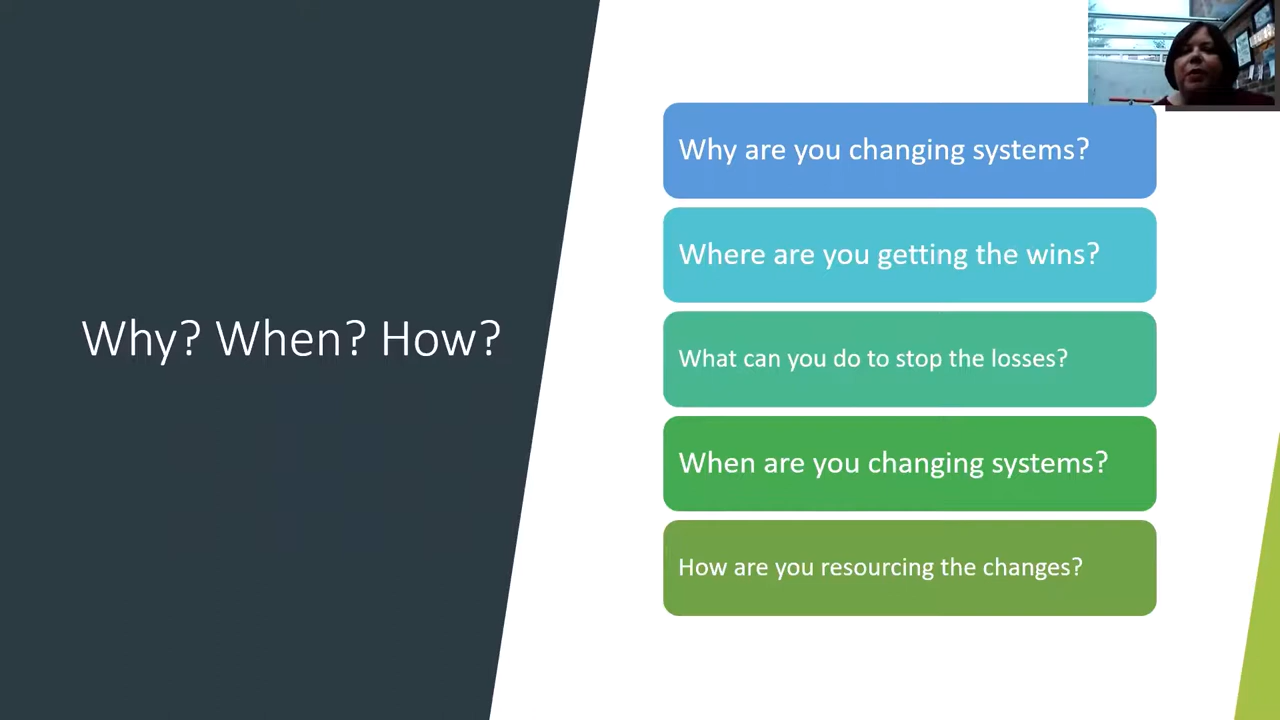 Why? When? How?
Why are you changing systems?
Where are you getting the wins?
What can you do to stop the losses?
When are you changing systems?
How are you resourcing the changes?